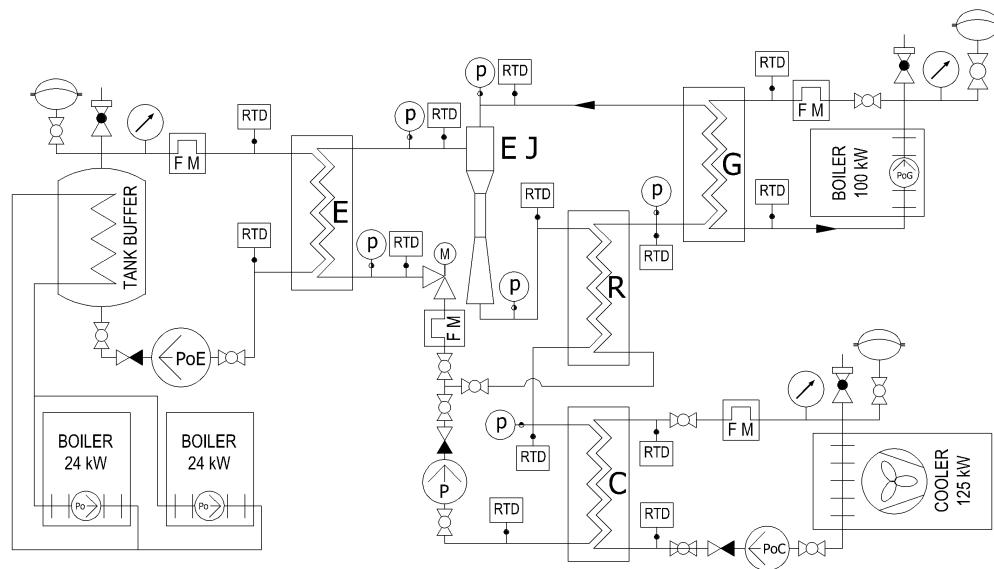 p
RTD
RTD
p
RTD
E J
F M
BOILER
100 kW
PoG
G
F M
RTD
TANK BUFFER
E
RTD
p
RTD
RTD
p
RTD
RTD
p
RTD
M
p
R
F M
PoE
p
RTD
RTD
F M
BOILER
24 kW
BOILER
24 kW
P
C
COOLER
125 kW
Po
Po
RTD
RTD
PoC